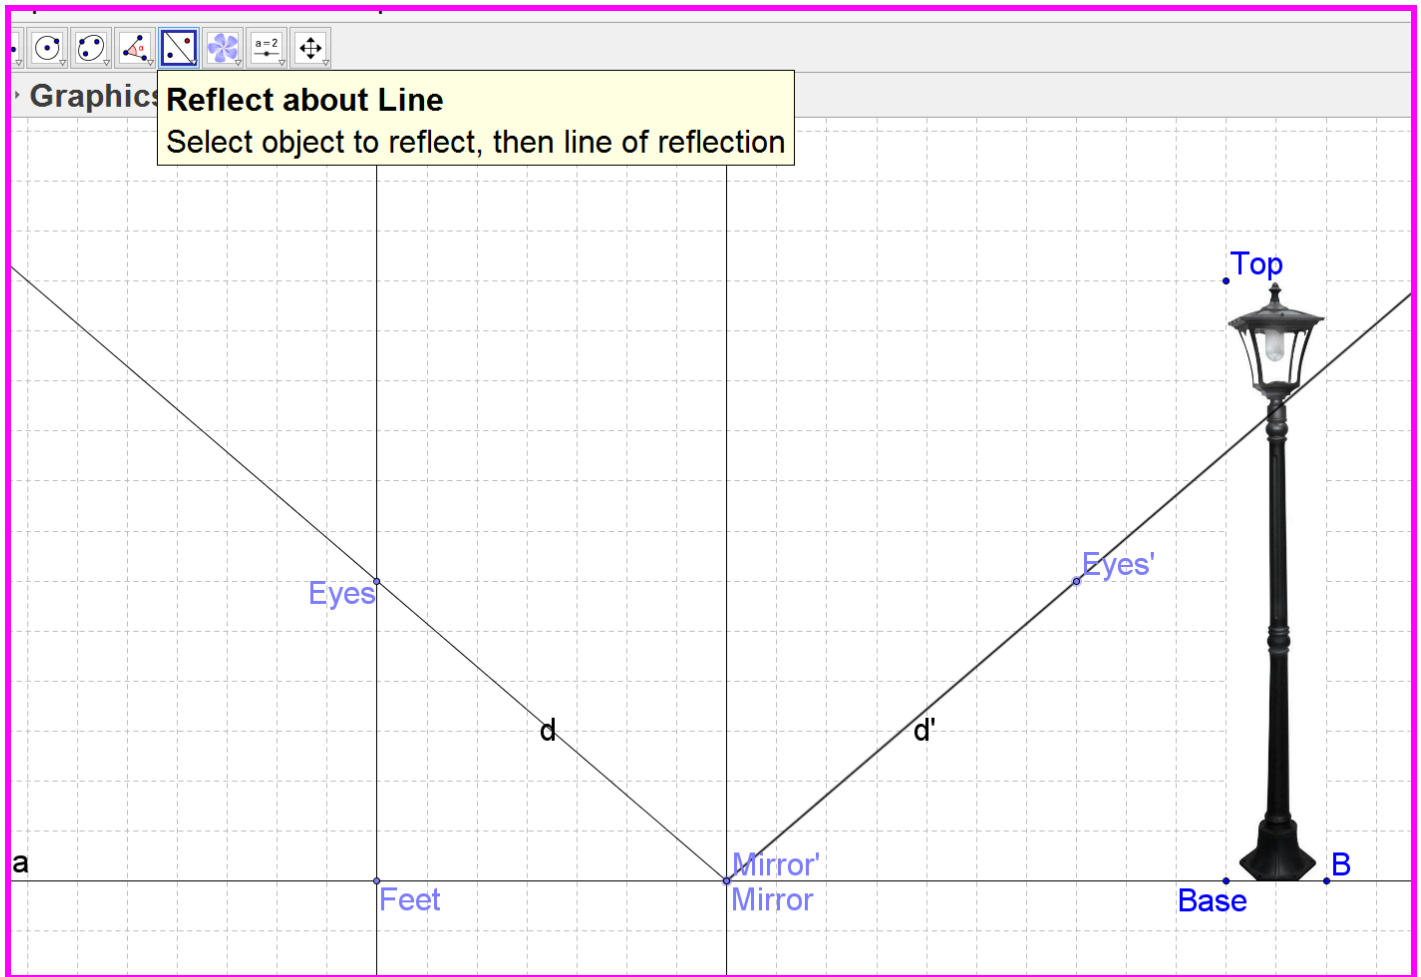 a=2
Graphics
Reflect about Line
Select object to reflect, then line of reflection
Top
Eyes'
Eyes
d
d'
a
Mirror'
B
Feet
Mirror
Base